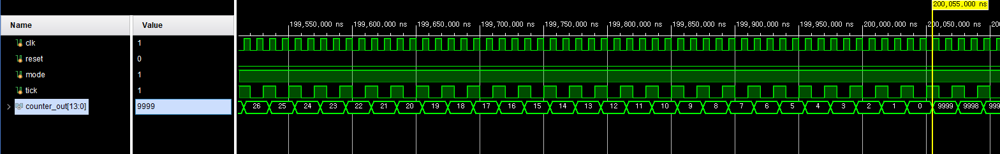 200,055,000 ns
Name Value
199,550,000 ns 199,600,000 ns 199,650,000 ns 199,700,000 ns 199,750,000 ns 199,800,000 ns 199,850,000 ns 199,900,000 ns 199,950,000 ns 200,000,000 ns 200,050,000 ns 200
clk 1
reset 0
mode 1
tick 1
counter_out[13:0] 9999 26 25 24 23 22 21 20 19 18 17 16 15 14 13 12 11 10 9 8 7 6 5 4 3 2 1 0 9999 9998 999